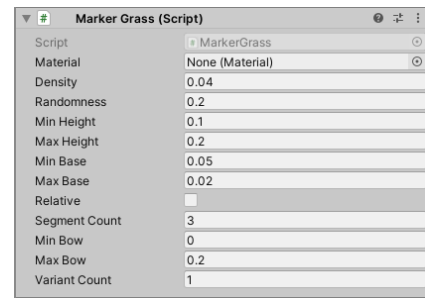 Marker Grass (Script)
Script MarkerGrass
Material None (Material)
Density 0.04
Randomness 0.2
Min Height 0.1
Max Height 0.2
Min Base 0.05
Max Base 0.02
Relative
Segment Count 3
Min Bow 0
Max Bow 0.2
Variant Count 1